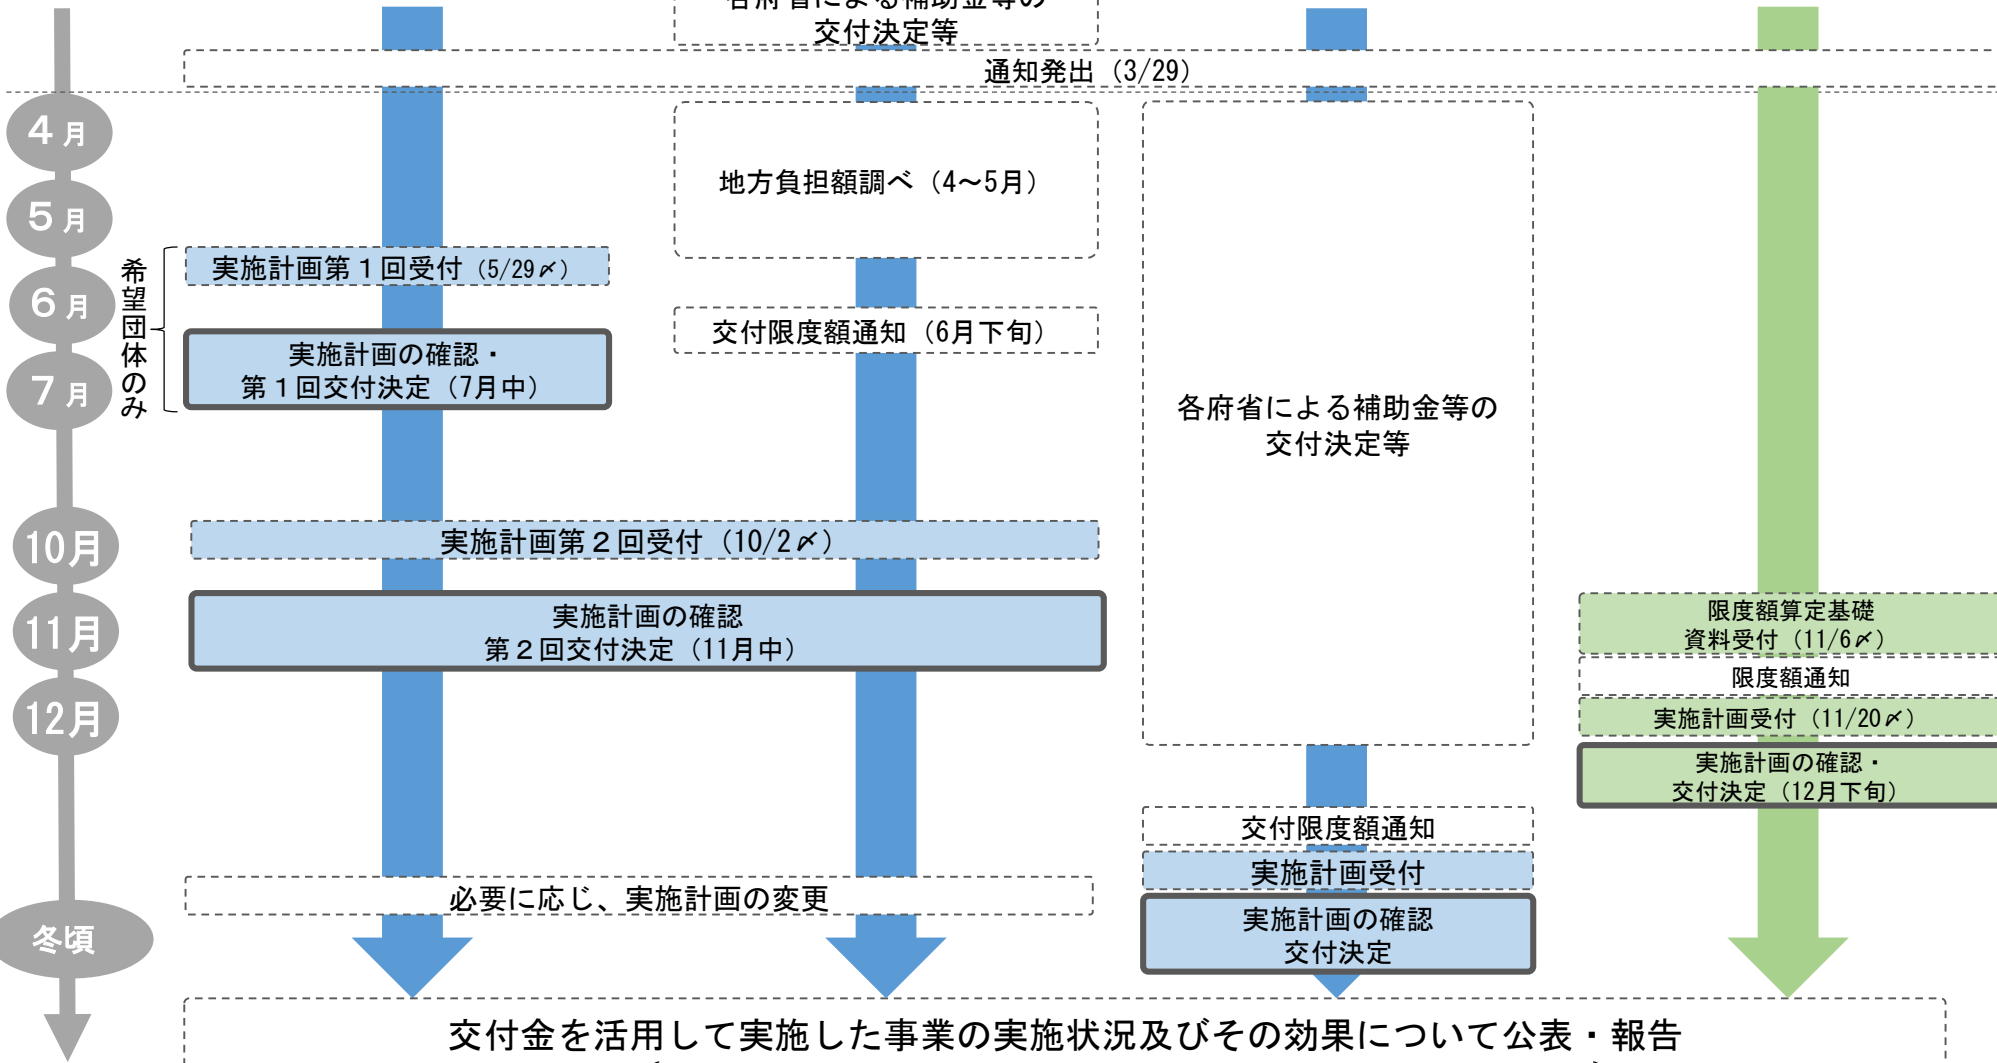 各府省による補助金等の
交付決定等
通知発出（3/29）
4月
5月
6月
7月
10月
11月
12月
冬頃
希望団体のみ
実施計画第１回受付（5/29〆）
実施計画の確認・
第１回交付決定（7月中）
地方負担額調べ（4～5月）
交付限度額通知（6月下旬）
実施計画第２回受付（10/2〆）
実施計画の確認
第２回交付決定（11月中）
必要に応じ、実施計画の変更
各府省による補助金等の
交付決定等
交付限度額通知
実施計画受付
実施計画の確認
交付決定
限度額算定基礎
資料受付（11/6〆）
限度額通知
実施計画受付（11/20〆）
実施計画の確認・
交付決定（12月下旬）
交付金を活用して実施した事業の実施状況及びその効果について公表・報告